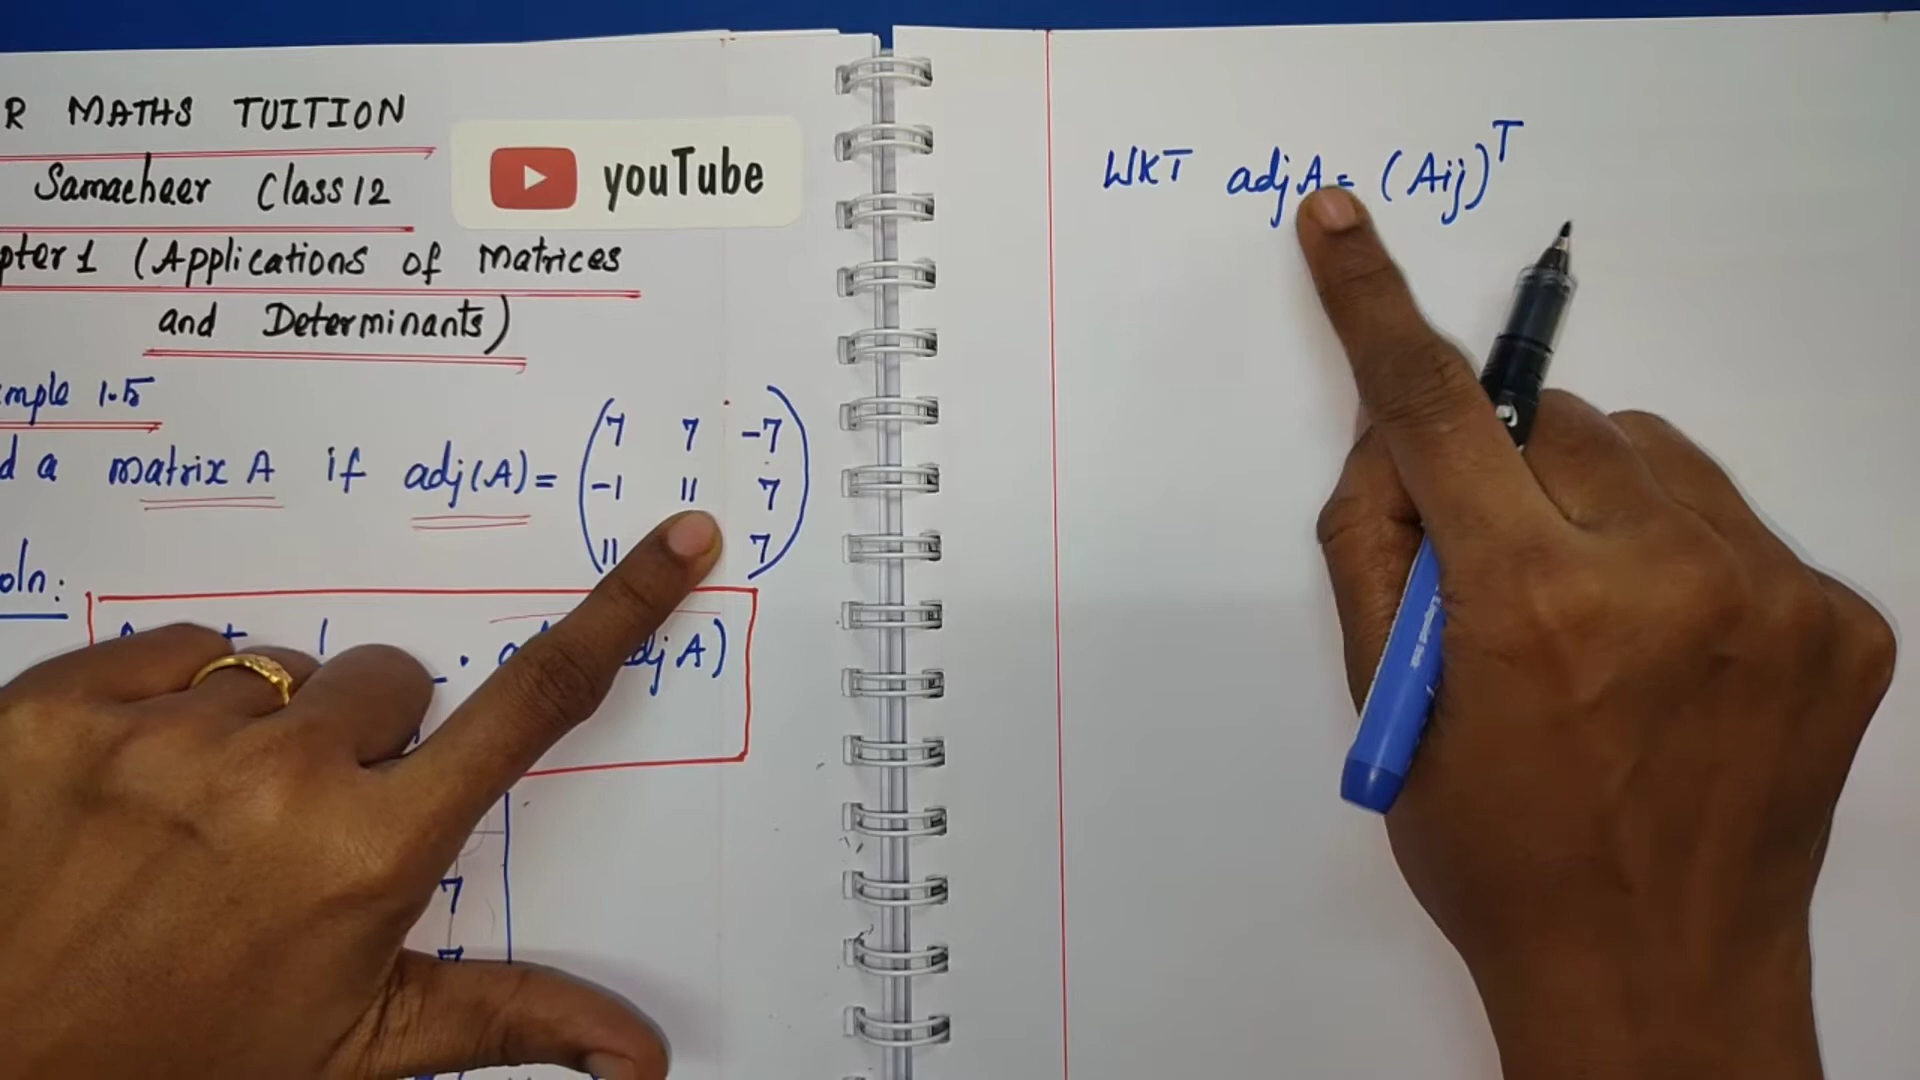 R MATHS TUITION
Samacheer Class 12
pter 1 (Applications of Matrices
and Determinants)
youTube
mple 1.5
d a matrix A if adj(A) =
7 7 -7
-1 11 7
11 7
oln:
dj A)
7
7
WKT adj A = (Aij)^T